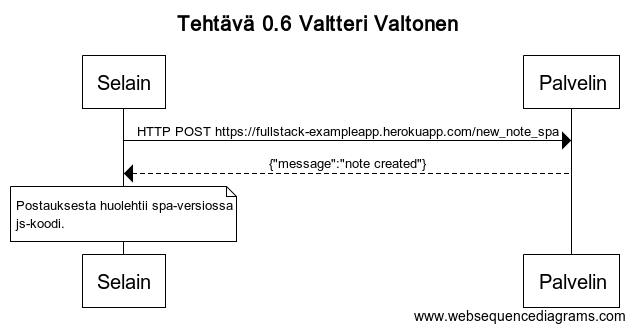 Tehtävä 0.6 Valtteri Valtonen
Selain
Palvelin
HTTP POST https://fullstack-exampleapp.herokuapp.com/new_note_spa
{"message":"note created"}
Postauksesta huolehtii spa-versiossa
js-koodi.
Selain
Palvelin
www.websequencediagrams.com